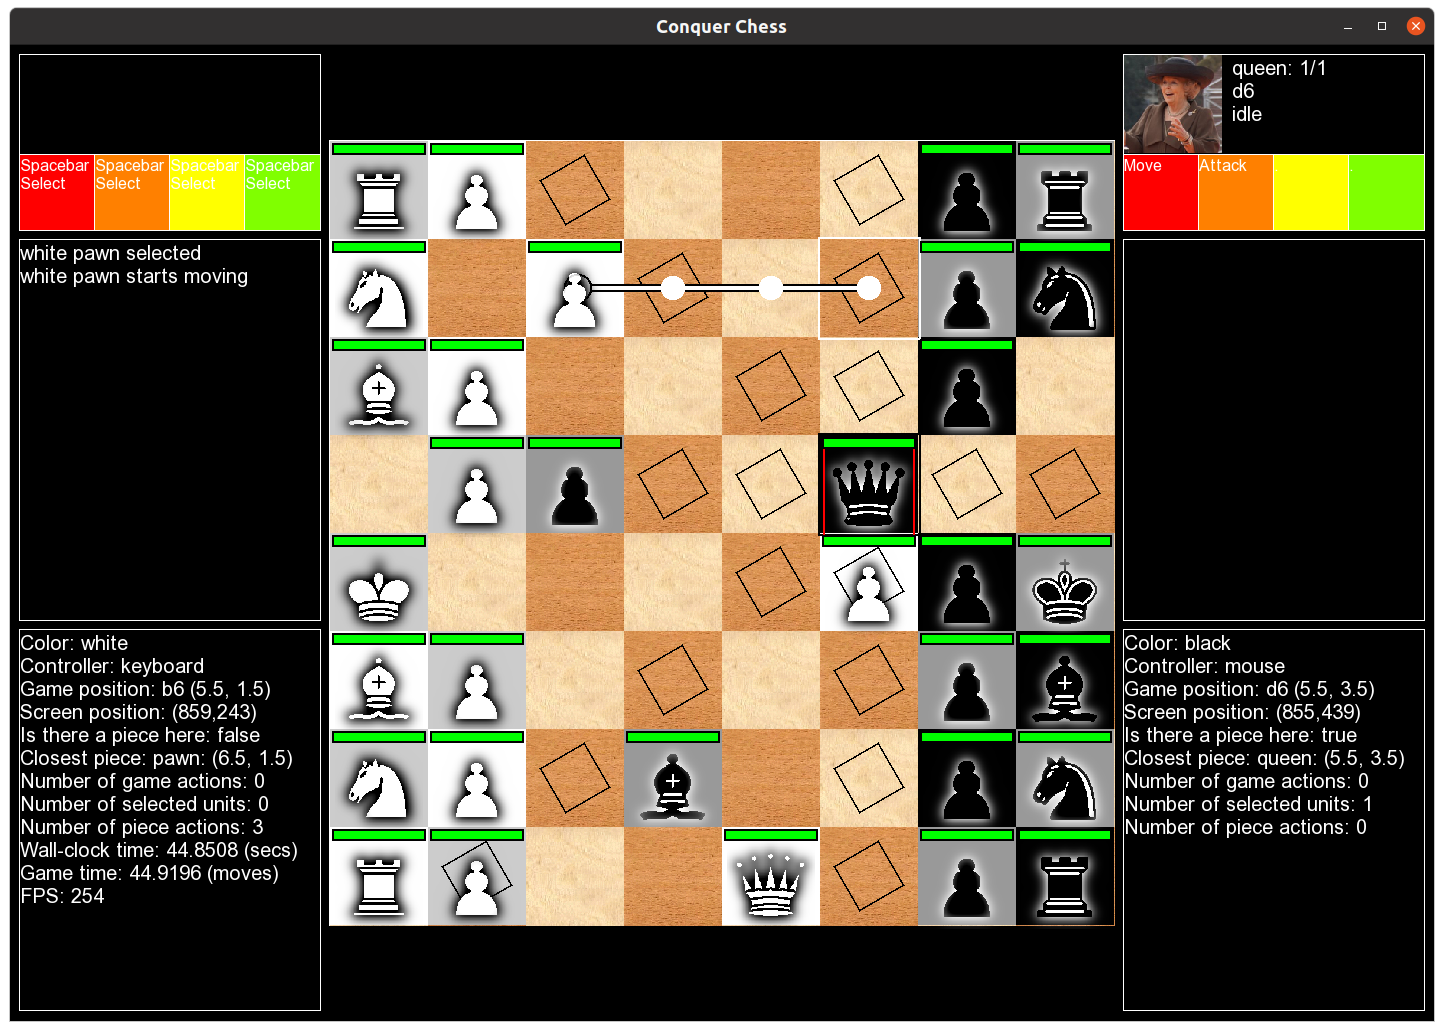 Conquer Chess
Spacebar Select
Spacebar Select
Spacebar Select
Spacebar Select
white pawn selected
white pawn starts moving
Color: white
Controller: keyboard
Game position: b6 (5.5, 1.5)
Screen position: (859,243)
Is there a piece here: false
Closest piece: pawn: (6.5, 1.5)
Number of game actions: 0
Number of selected units: 0
Number of piece actions: 3
Wall-clock time: 44.8508 (secs)
Game time: 44.9196 (moves)
FPS: 254
queen: 1/1
d6
idle
Move
Attack
Color: black
Controller: mouse
Game position: d6 (5.5, 3.5)
Screen position: (855,439)
Is there a piece here: true
Closest piece: queen: (5.5, 3.5)
Number of game actions: 0
Number of selected units: 1
Number of piece actions: 0